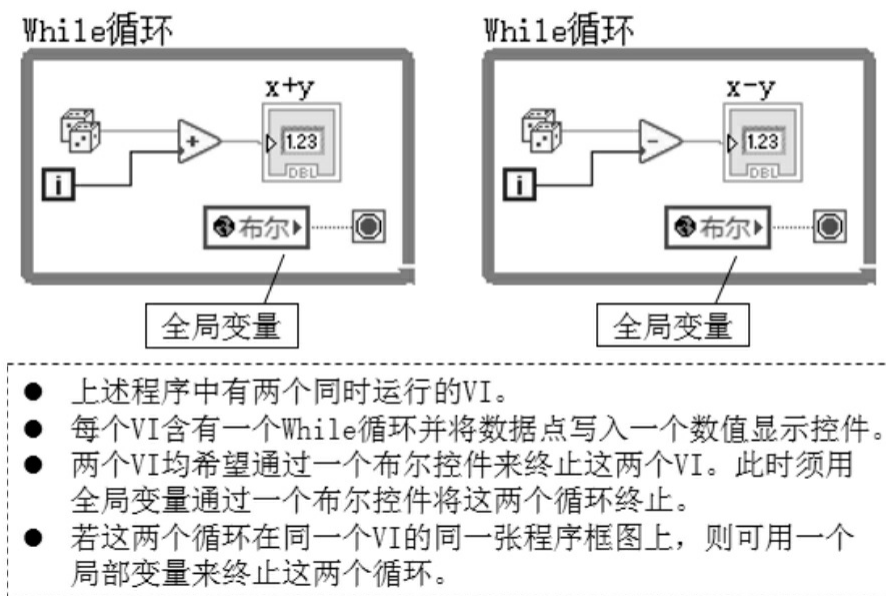 While循环
While循环
x+y
x-y
+
1.23
-
1.23
i
DBL
i
DBL
布尔
布尔
全局变量
全局变量
● 上述程序中有两个同时运行的VI。
● 每个VI含有一个While循环并将数据点写入一个数值显示控件。
● 两个VI均希望通过一个布尔控件来终止这两个VI。此时须用
全局变量通过一个布尔控件将这两个循环终止。
● 若这两个循环在同一个VI的同一张程序框图上，则可用一个
局部变量来终止这两个循环。